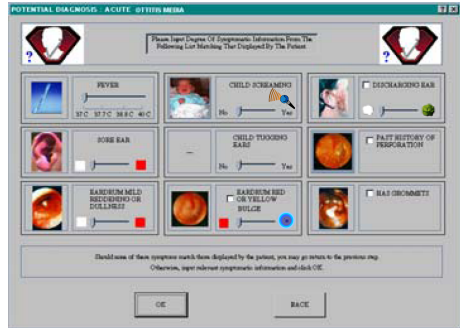 POTENTIAL DIAGNOSIS : ACUTE OTTITIS MEDIA
? X
Please Input Degree Of Symptomatic Information From The
Following List Matching That Displayed By The Patient
?
?
FEVER
37 C 37.7 C 38.8 C 40 C
CHILD SCREAMING
No Yes
DISCHARGING EAR
SORE EAR
CHILD TUGGING
EARS
No Yes
PAST HISTORY OF
PERFORATION
EARDRUM MILD
REDDENING OR
DULLNESS
EARDRUM RED
OR YELLOW
BULGE
HAS GROMMETS
Should none of these symptoms match those displayed by the patient, you may go return to the previous step.
Otherwise, input relevant symptomatic information and click OK.
OK
BACK